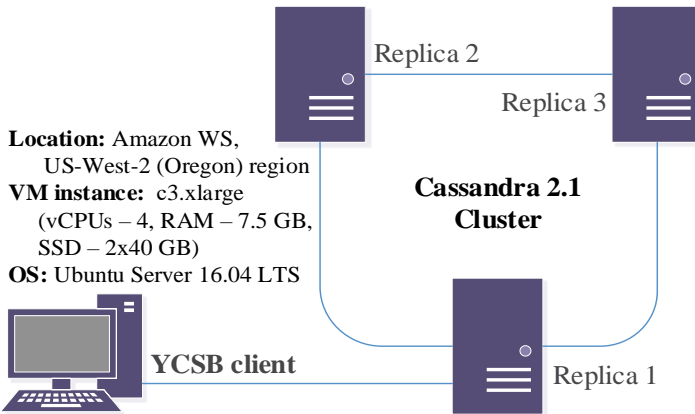 Replica 2
Replica 3
Location: Amazon WS,
US-West-2 (Oregon) region
VM instance: c3.xlarge
(vCPUs – 4, RAM – 7.5 GB,
SSD – 2x40 GB)
OS: Ubuntu Server 16.04 LTS
Cassandra 2.1
Cluster
YCSB client
Replica 1